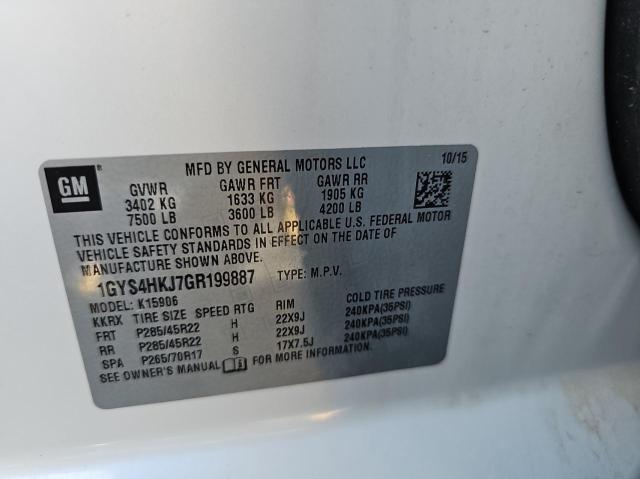 MFD BY GENERAL MOTORS LLC 10/15
GM
GVWR GAWR FRT GAWR RR
3402 KG 1633 KG 1905 KG
7500 LB 3600 LB 4200 LB
THIS VEHICLE CONFORMS TO ALL APPLICABLE U.S. FEDERAL MOTOR
VEHICLE SAFETY STANDARDS IN EFFECT ON THE DATE OF
MANUFACTURE SHOWN ABOVE.
1GYS4HKJ7GR199887 TYPE: M.P.V.
MODEL: K15906
KKRX TIRE SIZE SPEED RTG RIM COLD TIRE PRESSURE
FRT P285/45R22 H 22X9J 240KPA(35PSI)
RR P285/45R22 H 22X9J 240KPA(35PSI)
SPA P265/70R17 S 17X7.5J 240KPA(35PSI)
SEE OWNER'S MANUAL FOR MORE INFORMATION.